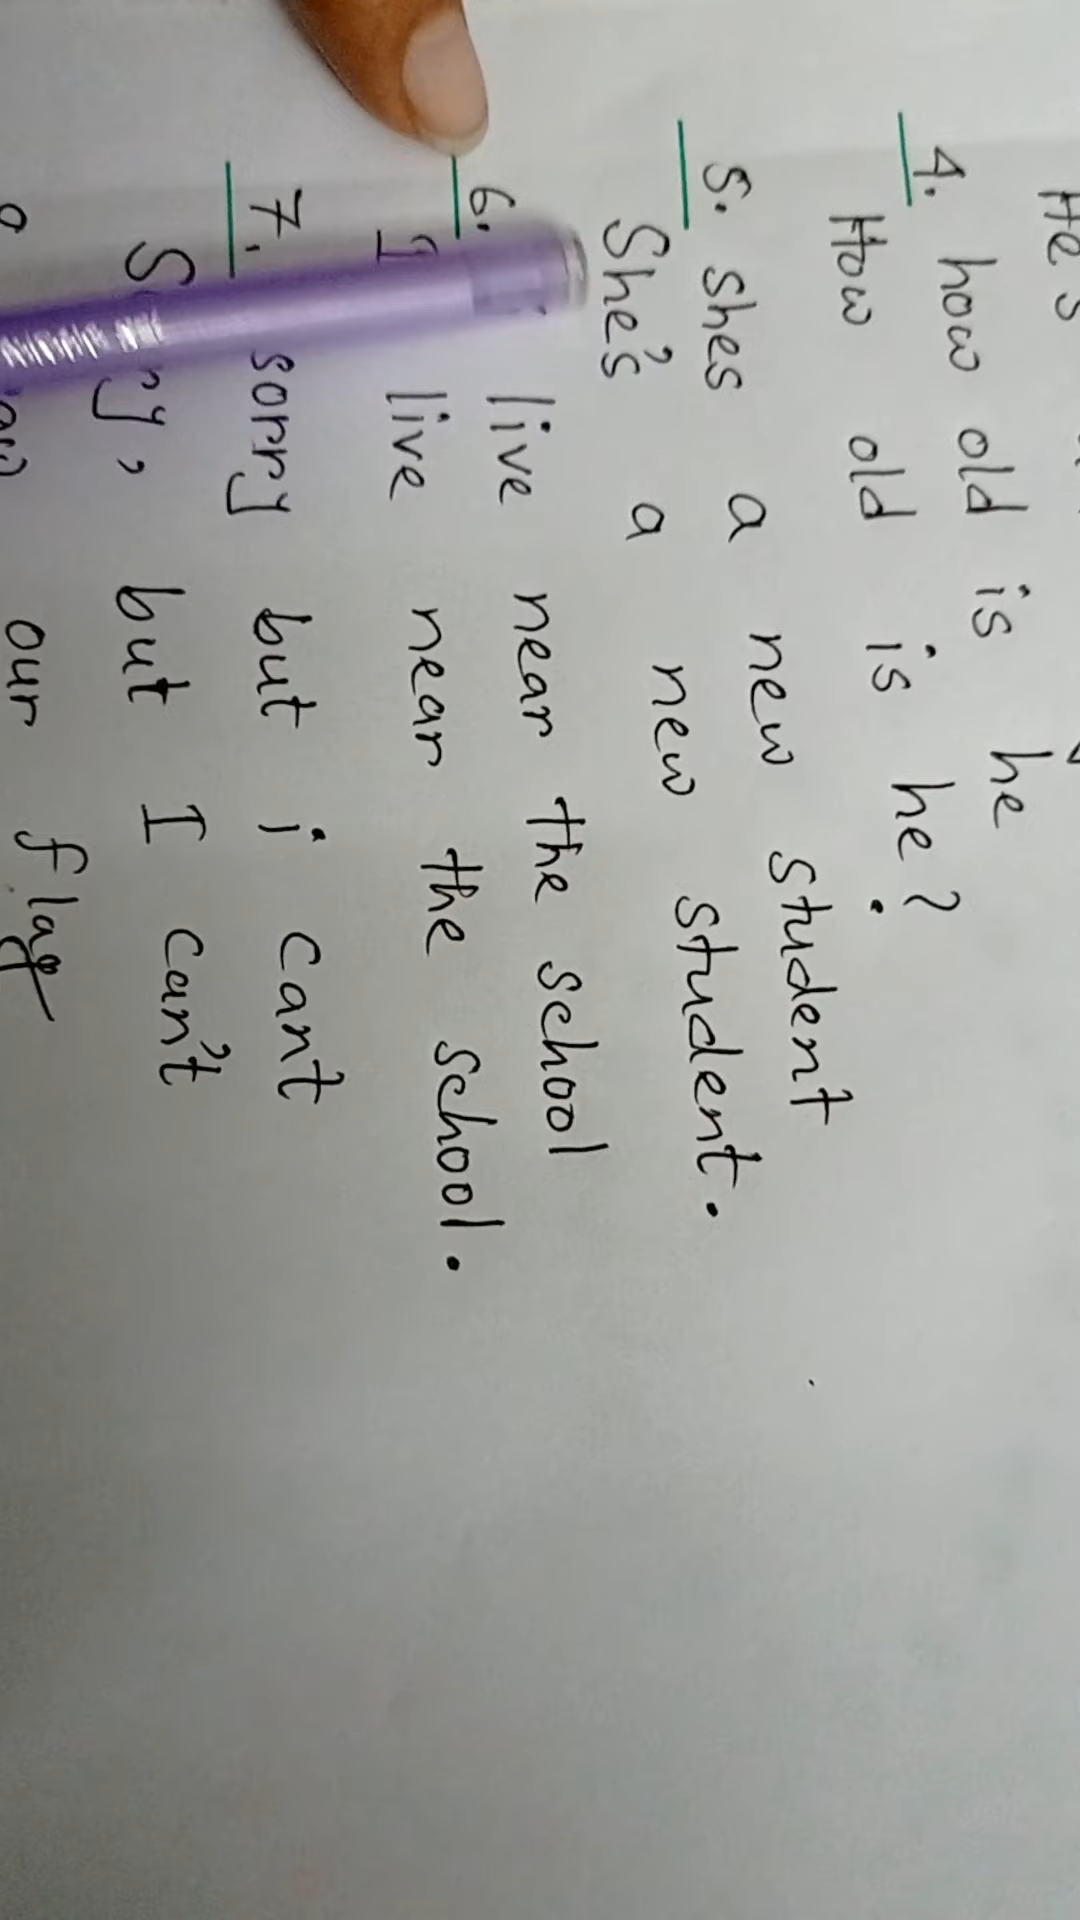 He's
4. how old is he
How old is he?
5. shes a new student
She's a new student.
6. live near the school
I live near the school.
7. sorry but i cant
but I can't
our flag